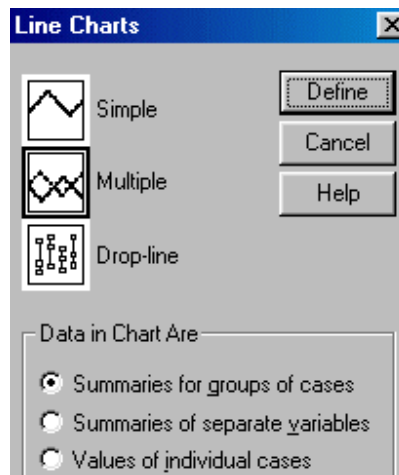 Line Charts
Simple
Define
Cancel
Multiple
Help
Drop-line
Data in Chart Are
Summaries for groups of cases
Summaries of separate variables
Values of individual cases